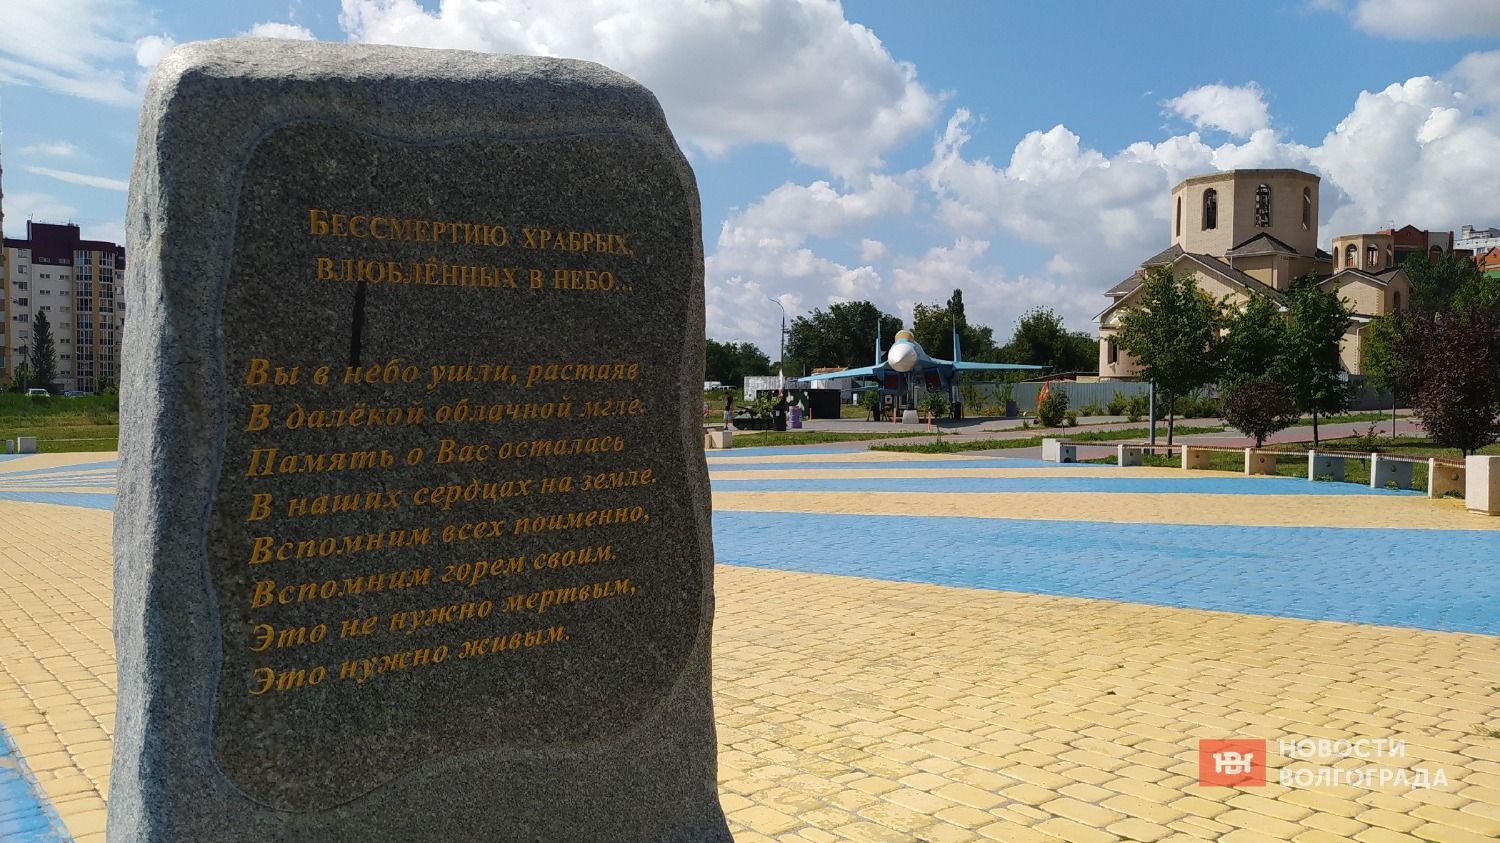 Бессмертию храбрых,
влюблённых в небо...
Вы в небо ушли, растаяв
В далёкой облачной мгле.
Память о Вас осталась
В наших сердцах на земле.
Вспомним всех поименно,
Вспомним горем своим.
Это не нужно мертвым,
Это нужно живым.
НВ1
НОВОСТИ
ВОЛГОГРАДА